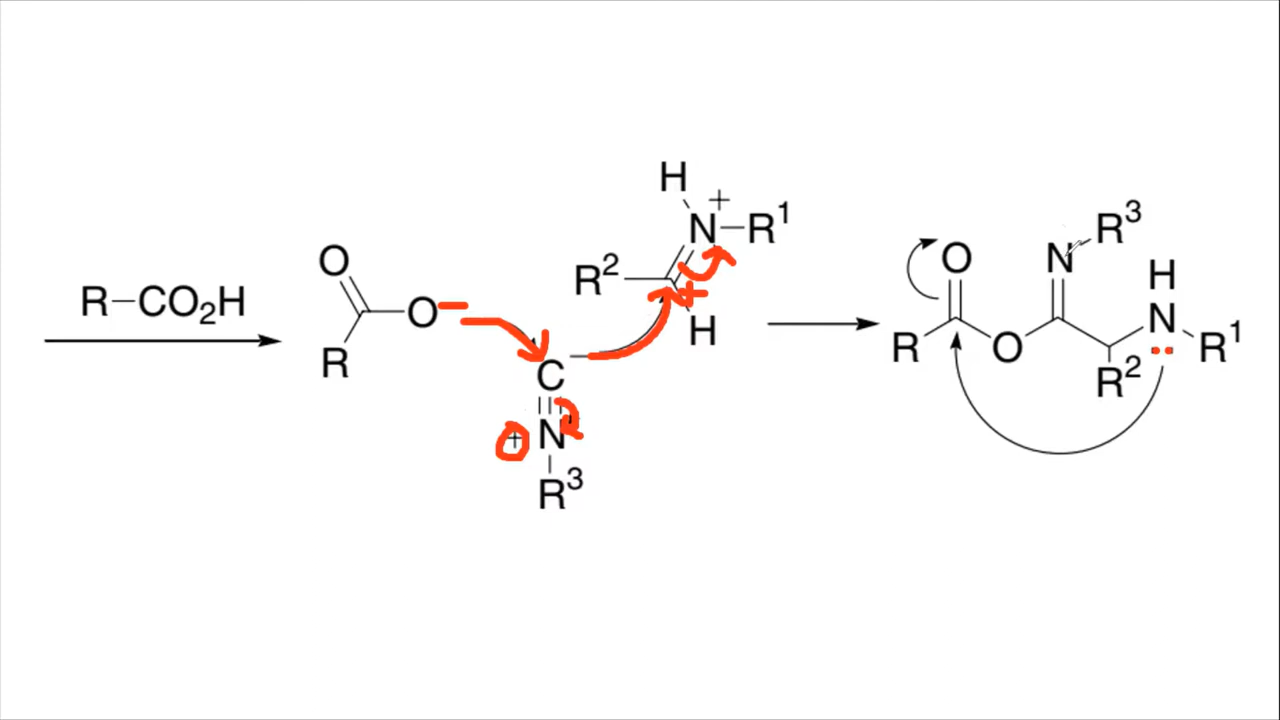 R–CO₂H
O
O
R
C
+
N
R³
H
+
N
R¹
R²
H
O
R
O
N
R³
H
N
R¹
R²